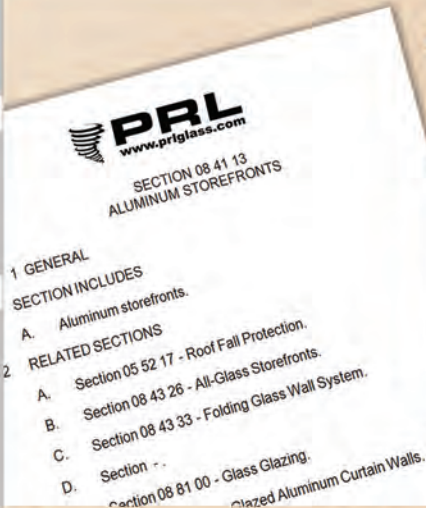 PRL
www.prlglass.com
SECTION 08 41 13
ALUMINUM STOREFRONTS
1 GENERAL
SECTION INCLUDES
A. Aluminum storefronts.
2 RELATED SECTIONS
A. Section 05 52 17 - Roof Fall Protection.
B. Section 08 43 26 - All-Glass Storefronts.
C. Section 08 43 33 - Folding Glass Wall System.
D. Section - .
Section 08 81 00 - Glass Glazing.
Glazed Aluminum Curtain Walls.